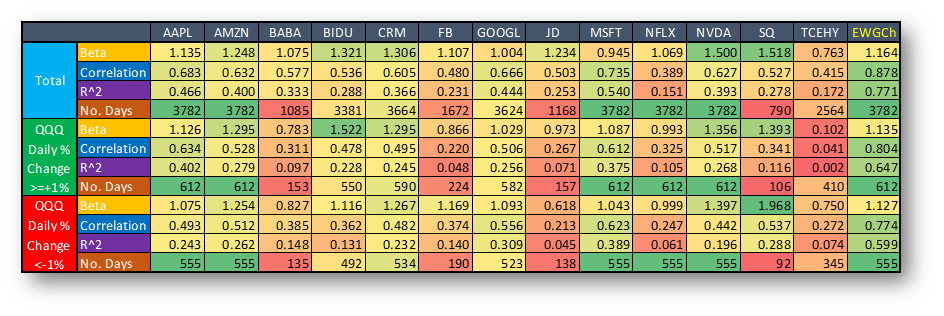 AAPL AMZN BABA BIDU CRM FB GOOGL JD MSFT NFLX NVDA SQ TCEHY EWGCh
Total
Beta 1.135 1.248 1.075 1.321 1.306 1.107 1.004 1.234 0.945 1.069 1.500 1.518 0.763 1.164
Correlation 0.683 0.632 0.577 0.536 0.605 0.480 0.666 0.503 0.735 0.389 0.627 0.527 0.415 0.878
R^2 0.466 0.400 0.333 0.288 0.366 0.231 0.444 0.253 0.540 0.151 0.393 0.278 0.172 0.771
No. Days 3782 3782 1085 3381 3664 1672 3624 1168 3782 3782 3782 790 2564 3782
QQQ Beta 1.126 1.295 0.783 1.522 1.295 0.866 1.029 0.973 1.087 0.993 1.356 1.393 0.102 1.135
Daily % Correlation 0.634 0.528 0.311 0.478 0.495 0.220 0.506 0.267 0.612 0.325 0.517 0.341 0.041 0.804
Change R^2 0.402 0.279 0.097 0.228 0.245 0.048 0.256 0.071 0.375 0.105 0.268 0.116 0.002 0.647
>=+1% No. Days 612 612 153 550 590 224 582 157 612 612 612 106 410 612
QQQ Beta 1.075 1.254 0.827 1.116 1.267 1.169 1.093 0.618 1.043 0.999 1.397 1.968 0.750 1.127
Daily % Correlation 0.493 0.512 0.385 0.362 0.482 0.374 0.556 0.213 0.623 0.247 0.442 0.537 0.272 0.774
Change R^2 0.243 0.262 0.148 0.131 0.232 0.140 0.309 0.045 0.389 0.061 0.196 0.288 0.074 0.599
<-1% No. Days 555 555 135 492 534 190 523 138 555 555 555 92 345 555